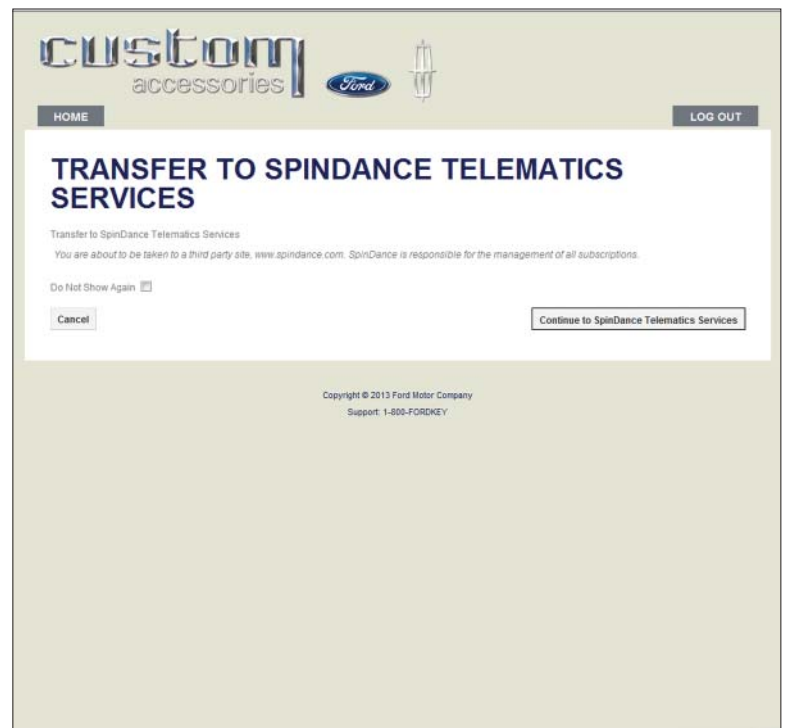 custom
accessories
Ford
HOME
LOG OUT
TRANSFER TO SPINDANCE TELEMATICS
SERVICES
Transfer to SpinDance Telematics Services
You are about to be taken to a third party site, www.spindance.com. SpinDance is responsible for the management of all subscriptions.
Do Not Show Again
Cancel
Continue to SpinDance Telematics Services
Copyright © 2013 Ford Motor Company
Support: 1-800-FORDKEY